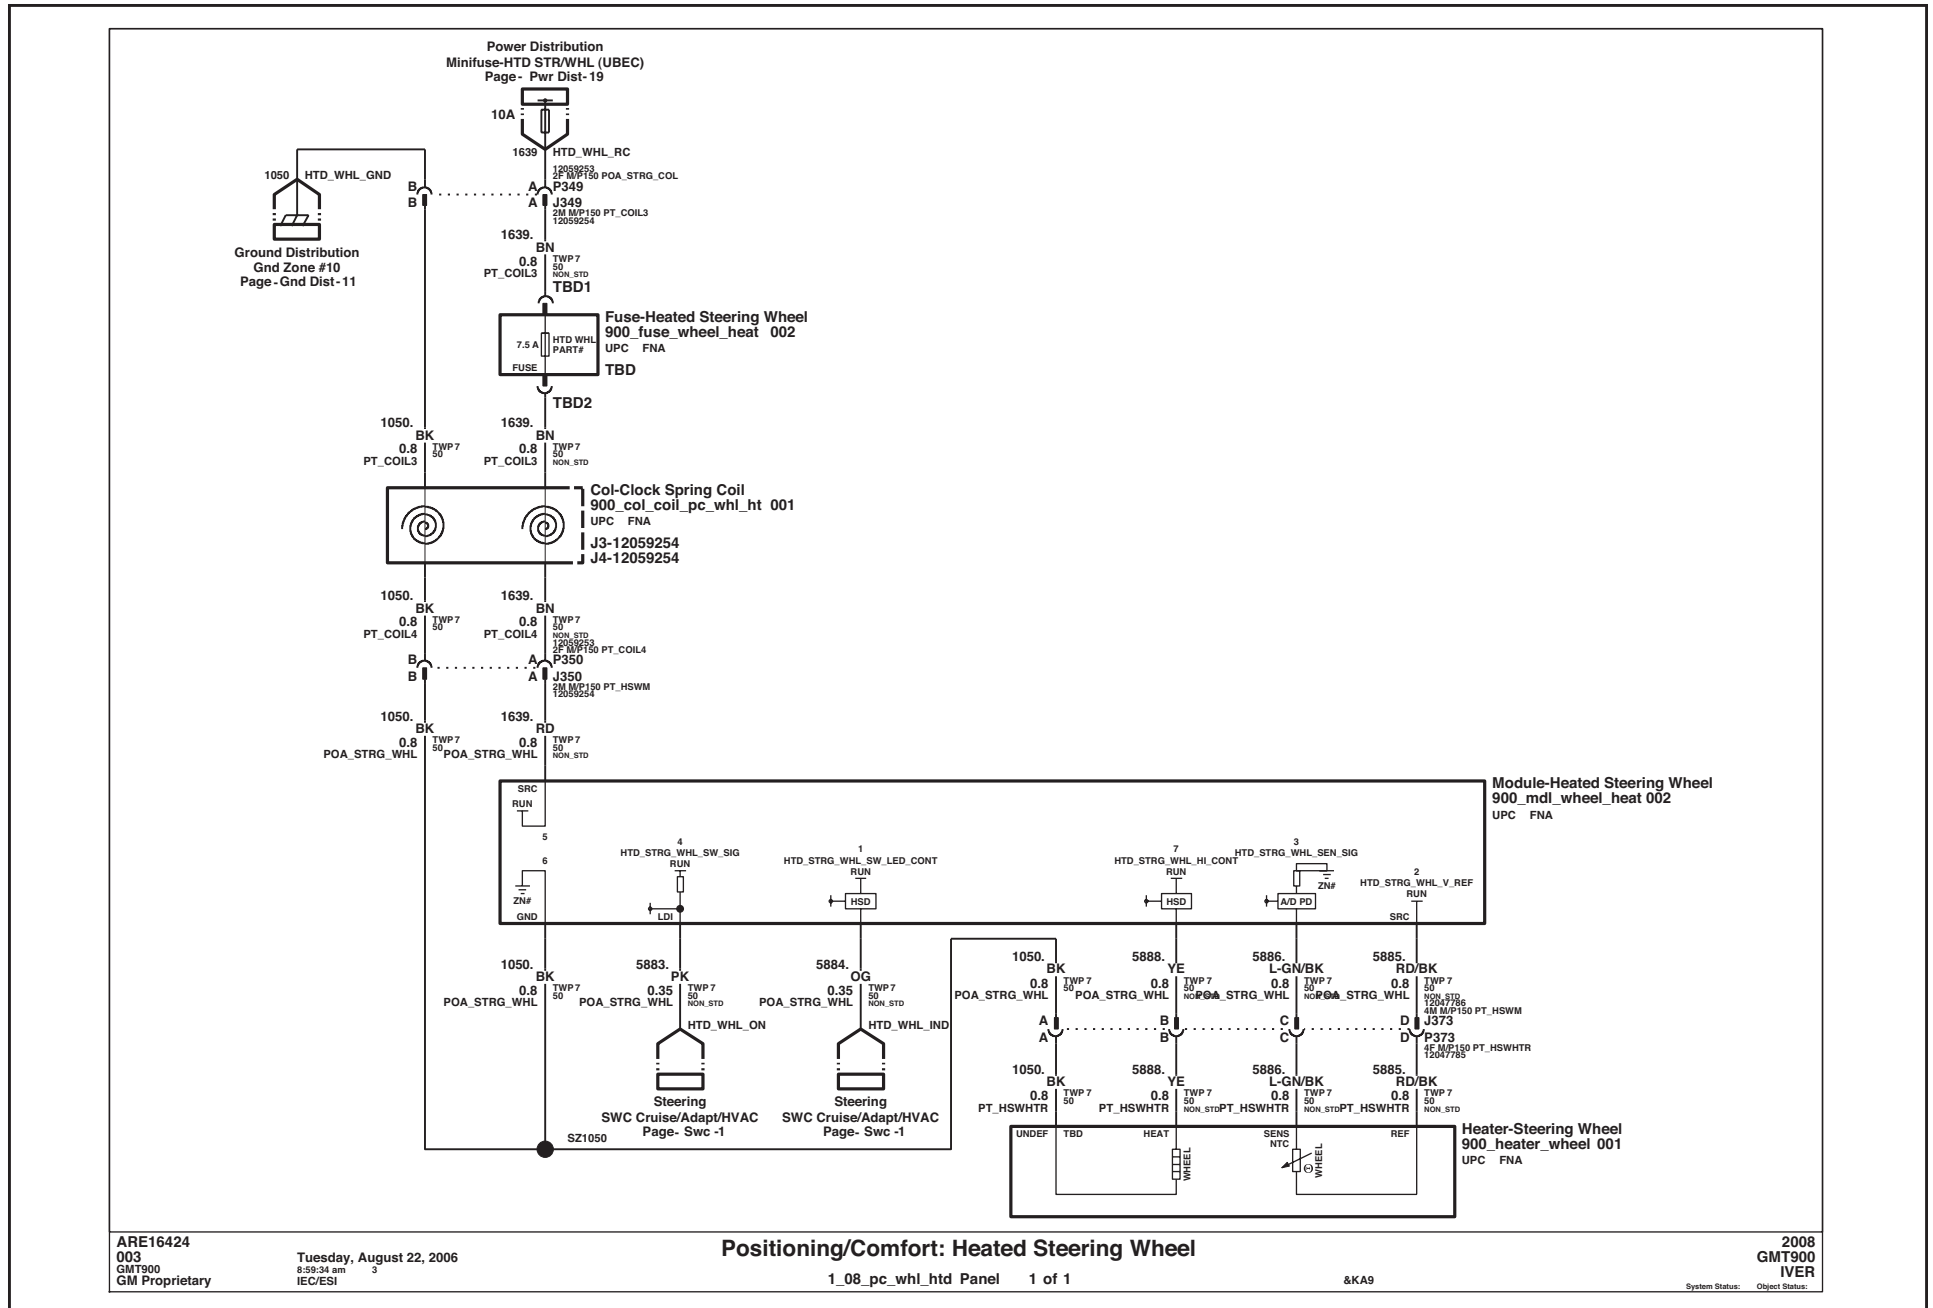 Power Distribution
Minifuse-HTD STR/WHL (UBEC)
Page- Pwr Dist-19
10A
1639 HTD_WHL_RC
12059253
2F M/P150 POA_STRG_COL
1050 HTD_WHL_GND
B A P349
B A J349
2M M/P150 PT_COIL3
12059254
Ground Distribution
Gnd Zone #10
Page-Gnd Dist-11
1639.
BN
0.8 TWP7
50
PT_COIL3 NON_STD
TBD1
Fuse-Heated Steering Wheel
900_fuse_wheel_heat 002
UPC FNA
7.5 A HTD WHL
PART#
FUSE
TBD
TBD2
1050. 1639.
BK BN
0.8 TWP7 0.8 TWP7
50 50
PT_COIL3 PT_COIL3 NON_STD
Col-Clock Spring Coil
900_col_coil_pc_whl_ht 001
UPC FNA
J3-12059254
J4-12059254
1050. 1639.
BK BN
0.8 TWP7 0.8 TWP7
50 50
PT_COIL4 PT_COIL4 NON_STD
12059253
2F M/P150 PT_COIL4
B A P350
B A J350
2M M/P150 PT_HSWM
12059254
1050. 1639.
BK RD
0.8 TWP7 0.8 TWP7
50 50
POA_STRG_WHL POA_STRG_WHL NON_STD
Module-Heated Steering Wheel
900_mdl_wheel_heat 002
UPC FNA
SRC
RUN
5
6
ZN#
GND
4
HTD_STRG_WHL_SW_SIG
RUN
LDI
1
HTD_STRG_WHL_SW_LED_CONT
RUN
HSD
7
HTD_STRG_WHL_HI_CONT
RUN
HSD
3
HTD_STRG_WHL_SEN_SIG
ZN#
A/D PD
2
HTD_STRG_WHL_V_REF
RUN
SRC
1050. 5883. 5884. 1050. 5888. 5886. 5885.
BK PK OG BK YE L-GN/BK RD/BK
0.8 TWP7 0.35 TWP7 0.35 TWP7 0.8 TWP7 0.8 TWP7 0.8 TWP7 0.8 TWP7
50 50 50 50 50 50 50
POA_STRG_WHL POA_STRG_WHL NON_STD POA_STRG_WHL NON_STD POA_STRG_WHL POA_STRG_WHL NON_STD POA_STRG_WHL NON_STD POA_STRG_WHL NON_STD
12047786
4M M/P150 PT_HSWM
HTD_WHL_ON HTD_WHL_IND
A B C D J373
A B C D P373
4F M/P150 PT_HSWHTR
12047785
1050. 5888. 5886. 5885.
BK YE L-GN/BK RD/BK
0.8 TWP7 0.8 TWP7 0.8 TWP7 0.8 TWP7
50 50 50 50
PT_HSWHTR PT_HSWHTR NON_STD PT_HSWHTR NON_STD PT_HSWHTR NON_STD
Steering Steering
SWC Cruise/Adapt/HVAC SWC Cruise/Adapt/HVAC
Page- Swc -1 Page- Swc -1
SZ1050
UNDEF TBD HEAT SENS REF
NTC
WHEEL WHEEL
Heater-Steering Wheel
900_heater_wheel 001
UPC FNA
ARE16424
003
GMT900
GM Proprietary
Tuesday, August 22, 2006
8:59:34 am 3
IEC/ESI
Positioning/Comfort: Heated Steering Wheel
1_08_pc_whl_htd Panel 1 of 1
&KA9
2008
GMT900
IVER
System Status: Object Status: